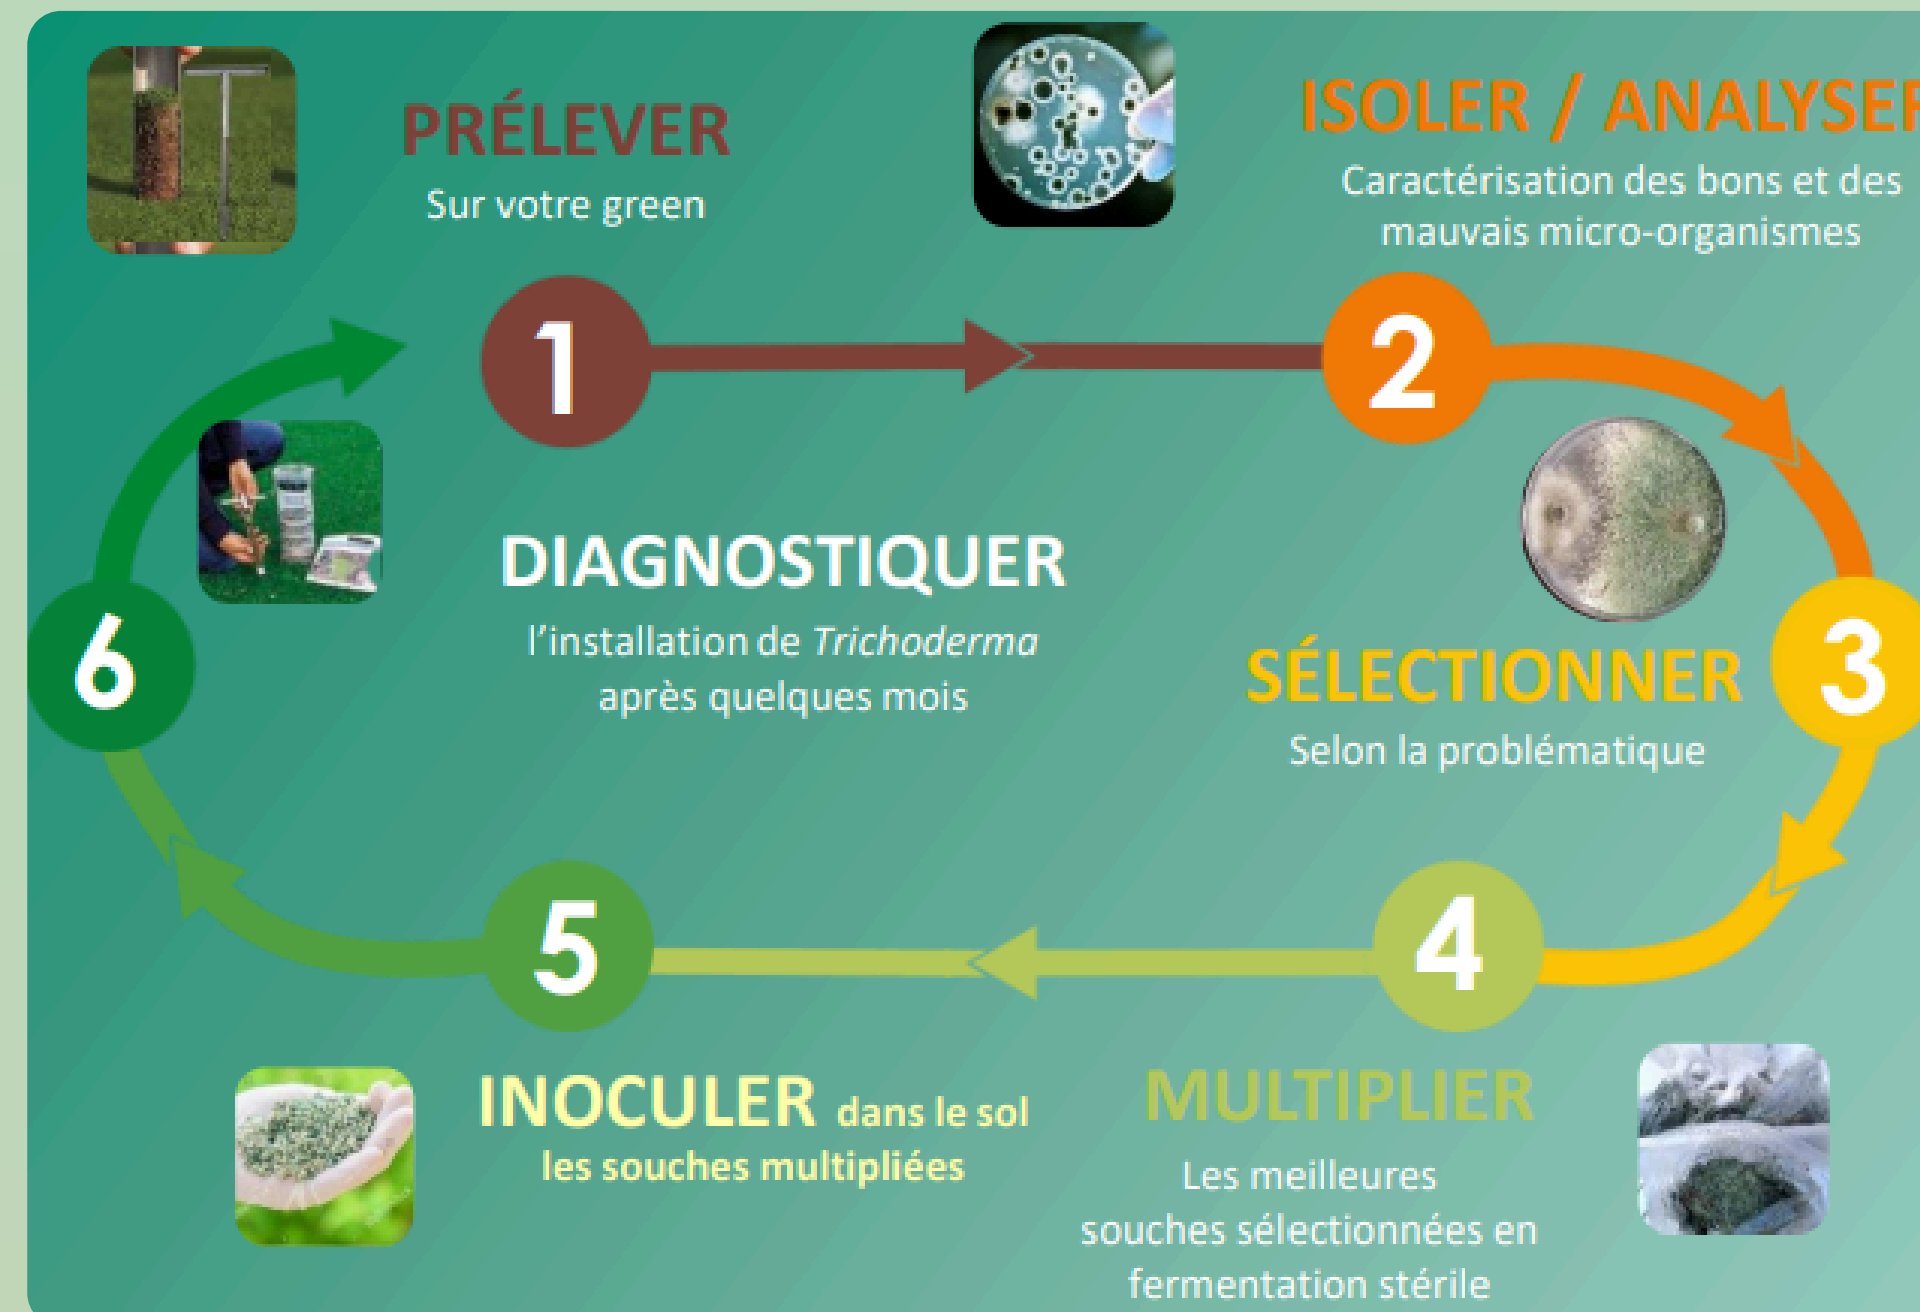 PRÉLEVER
Sur votre green
ISOLER / ANALYSER
Caractérisation des bons et des
mauvais micro-organismes
1
2
DIAGNOSTIQUER
l'installation de Trichoderma
après quelques mois
6
SÉLECTIONNER
Selon la problématique
3
5
4
INOCULER dans le sol
les souches multipliées
MULTIPLIER
Les meilleures
souches sélectionnées en
fermentation stérile